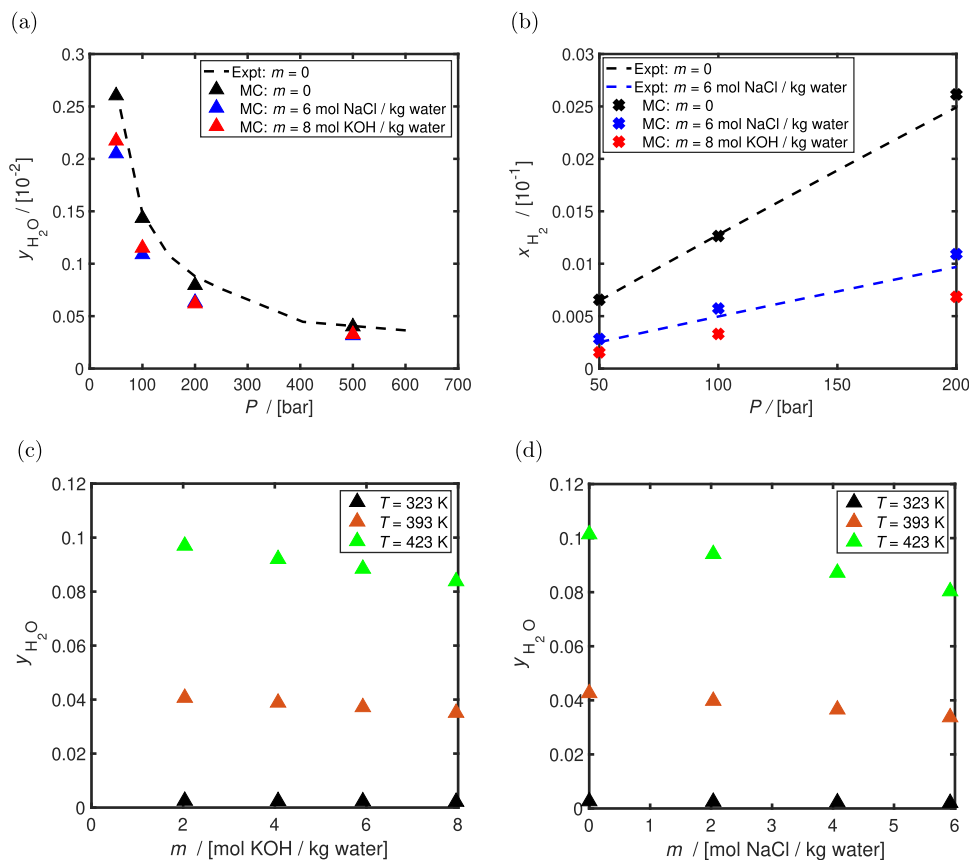 (a)
0.3
0.25
0.2
0.15
0.1
0.05
0
y H2O / [10-2]
0 100 200 300 400 500 600 700
P / [bar]
Expt: m = 0
MC: m = 0
MC: m = 6 mol NaCl / kg water
MC: m = 8 mol KOH / kg water
(b)
0.03
0.025
0.02
0.015
0.01
0.005
0
x H2 / [10-1]
50 100 150 200
P / [bar]
Expt: m = 0
Expt: m = 6 mol NaCl / kg water
MC: m = 0
MC: m = 6 mol NaCl / kg water
MC: m = 8 mol KOH / kg water
(c)
0.12
0.1
0.08
0.06
0.04
0.02
0
y H2O
0 2 4 6 8
m / [mol KOH / kg water]
T = 323 K
T = 393 K
T = 423 K
(d)
0.12
0.1
0.08
0.06
0.04
0.02
0
y H2O
0 1 2 3 4 5 6
m / [mol NaCl / kg water]
T = 323 K
T = 393 K
T = 423 K